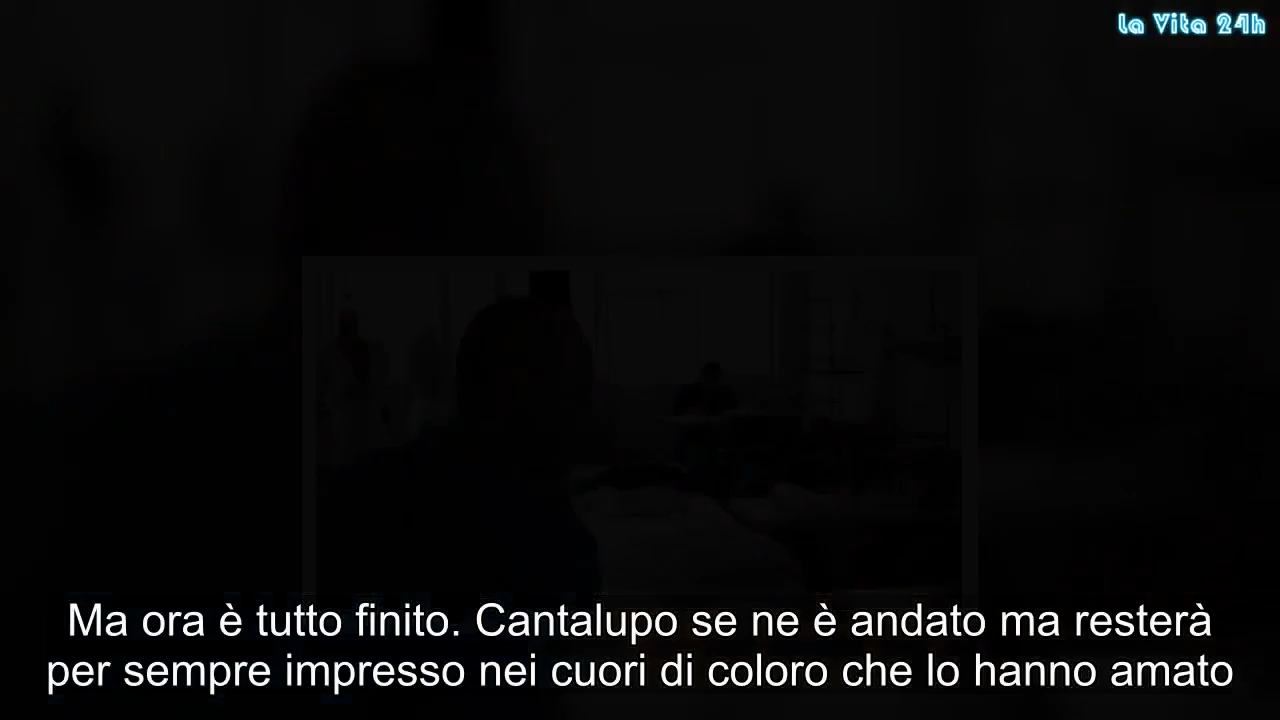 La Vita 24h
Ma ora è tutto finito. Cantalupo se ne è andato ma resterà
per sempre impresso nei cuori di coloro che lo hanno amato